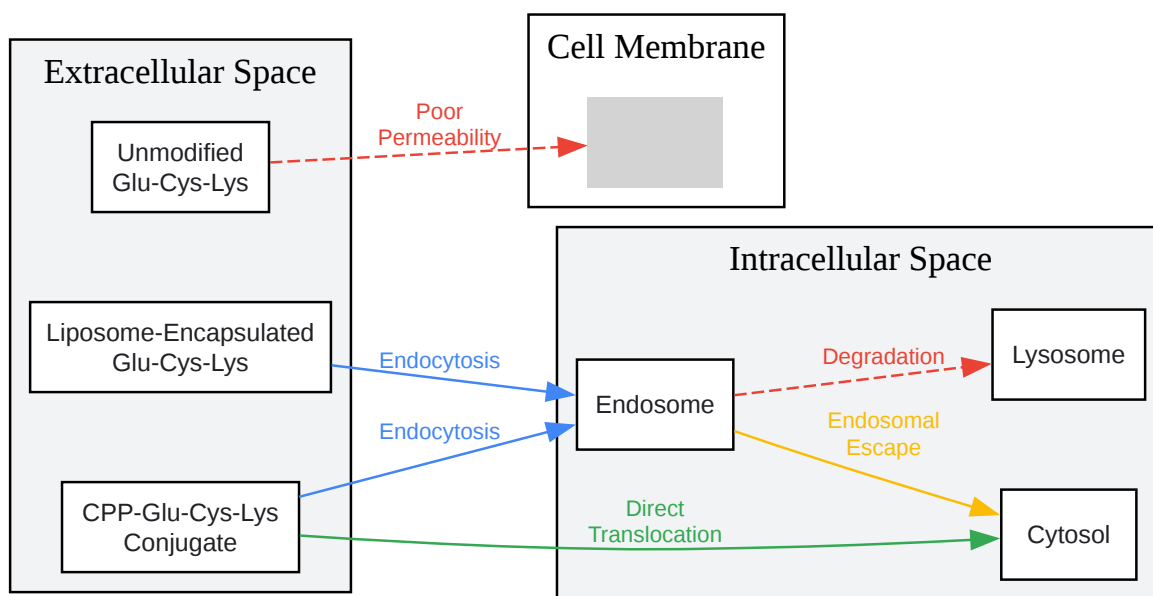 Extracellular Space
Cell Membrane
Poor
Permeability
Unmodified
Glu-Cys-Lys
Intracellular Space
Liposome-Encapsulated
Glu-Cys-Lys
Endocytosis
Degradation
Lysosome
Endosome
Endocytosis
Endosomal
Escape
CPP-Glu-Cys-Lys
Conjugate
Direct
Translocation
Cytosol